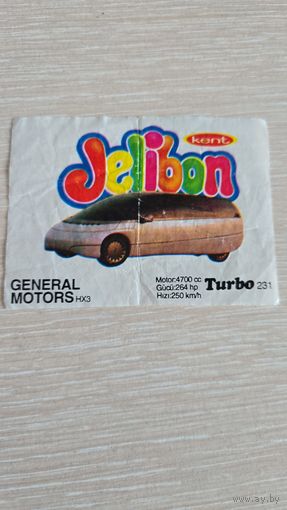 kent
Jelibon
GENERAL
MOTORS HX3
Motor:4700 cc
Gücü:264 hp
Hızı:250 km/h
Turbo 231
www.ay.by